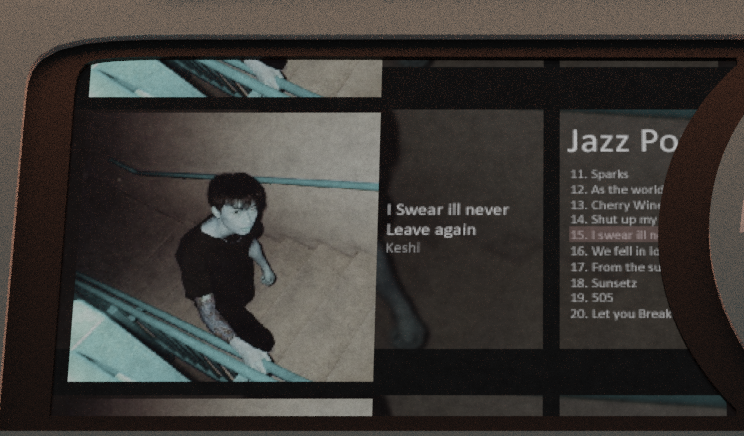 I Swear ill never
Leave again
Keshi
Jazz Po
11. Sparks
12. As the world
13. Cherry Wine
14. Shut up my
15. I swear ill n
16. We fell in lo
17. From the su
18. Sunsetz
19. 505
20. Let you Break